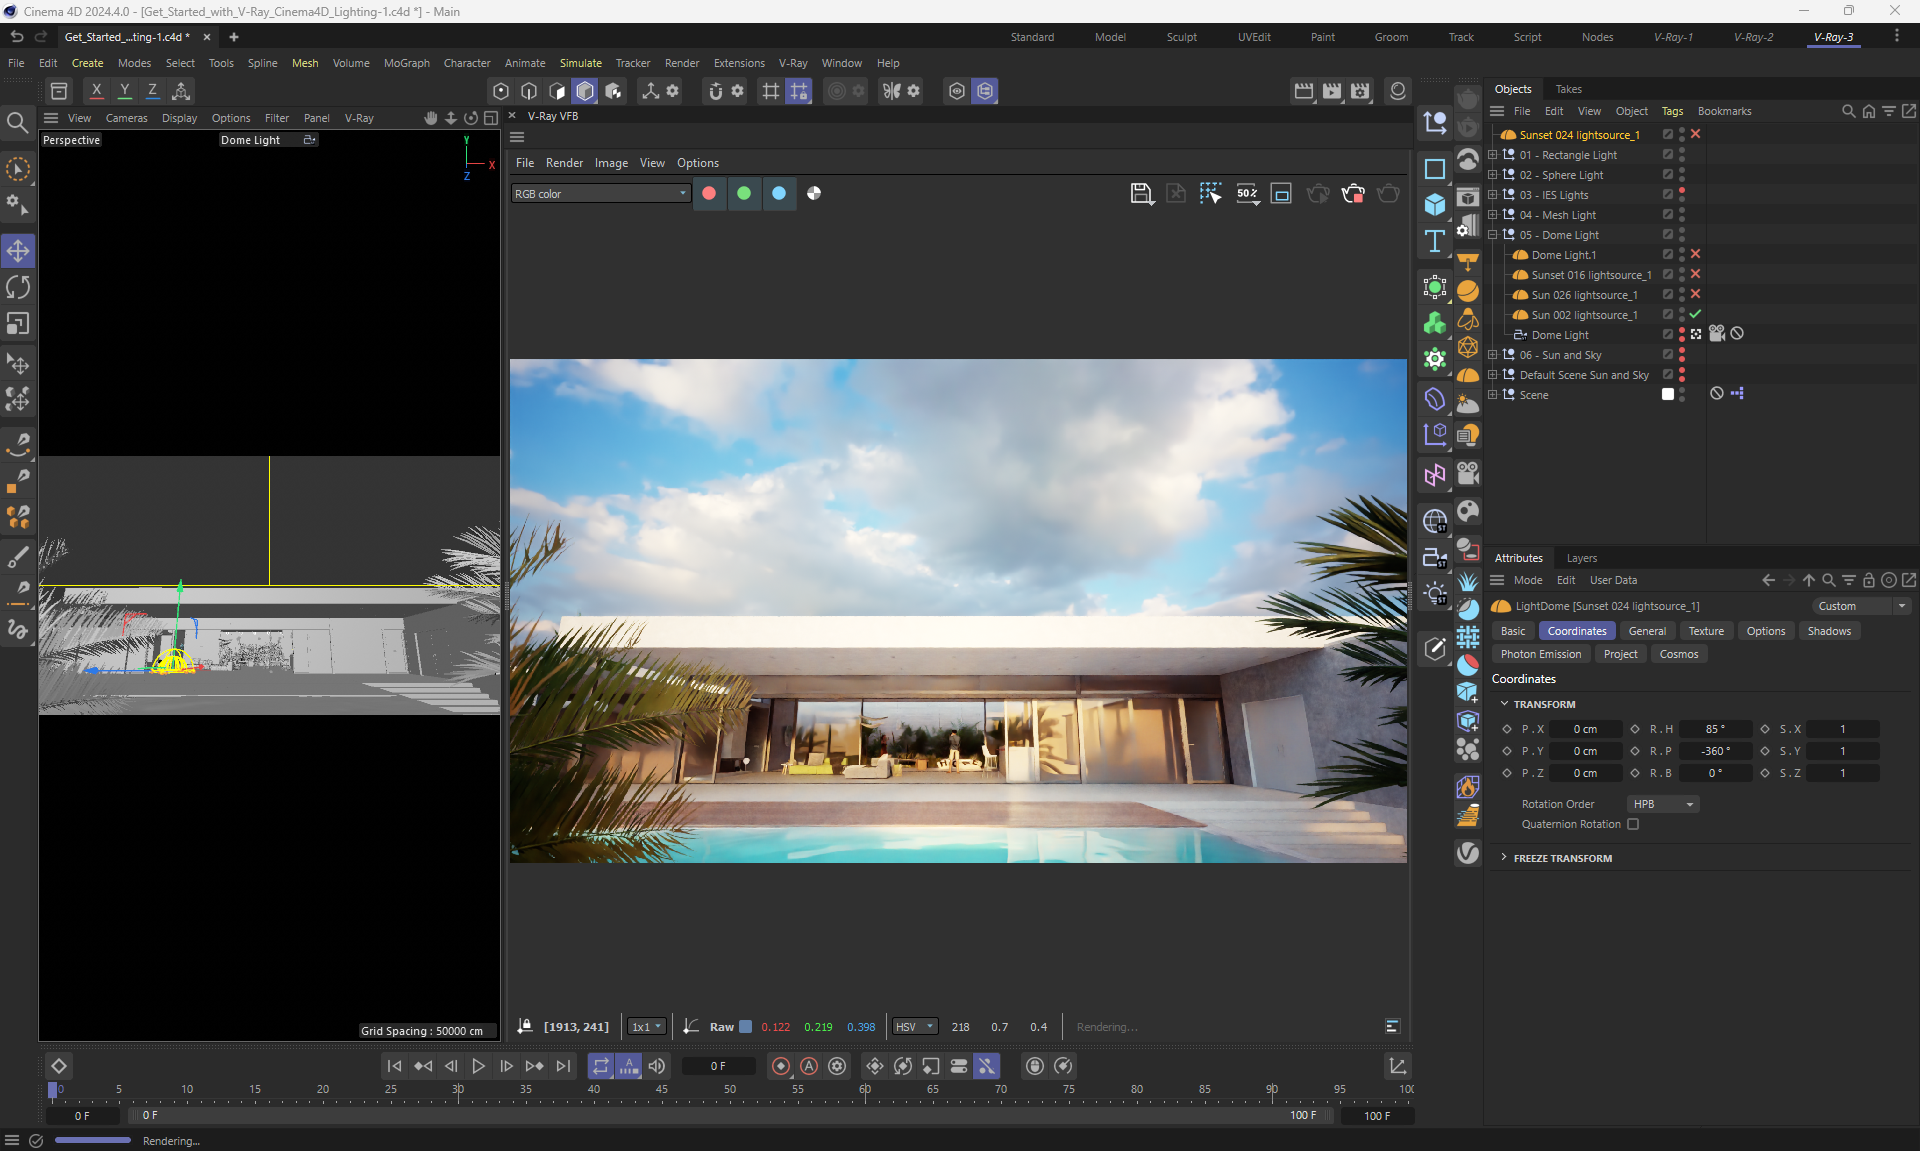 Cinema 4D 2024.4.0 - [Get_Started_with_V-Ray_Cinema4D_Lighting-1.c4d *] - Main
Get_Started_...ting-1.c4d *
Standard Model Sculpt UVEdit Paint Groom Track Script Nodes V-Ray-1 V-Ray-2 V-Ray-3
File Edit Create Modes Select Tools Spline Mesh Volume MoGraph Character Animate Simulate Tracker Render Extensions V-Ray Window Help
X Y Z
View Cameras Display Options Filter Panel V-Ray
Perspective
Dome Light
Y
X
Z
Grid Spacing : 50000 cm
V-Ray VFB
File Render Image View Options
RGB color
50%
[1913, 241] 1x1 Raw 0.122 0.219 0.398 HSV 218 0.7 0.4 Rendering...
ST
ST
ST
Objects Takes
File Edit View Object Tags Bookmarks
Sunset 024 lightsource_1
01 - Rectangle Light
02 - Sphere Light
03 - IES Lights
04 - Mesh Light
05 - Dome Light
Dome Light.1
Sunset 016 lightsource_1
Sun 026 lightsource_1
Sun 002 lightsource_1
Dome Light
06 - Sun and Sky
Default Scene Sun and Sky
Scene
Attributes Layers
Mode Edit User Data
LightDome [Sunset 024 lightsource_1] Custom
Basic Coordinates General Texture Options Shadows
Photon Emission Project Cosmos
Coordinates
TRANSFORM
P . X 0 cm R . H 85 ° S . X 1
P . Y 0 cm R . P -360 ° S . Y 1
P . Z 0 cm R . B 0 ° S . Z 1
Rotation Order HPB
Quaternion Rotation
FREEZE TRANSFORM
A 0 F A
0 5 10 15 20 25 30 35 40 45 50 55 60 65 70 75 80 85 90 95 100
0 F 0 F 100 F 100 F
Rendering...